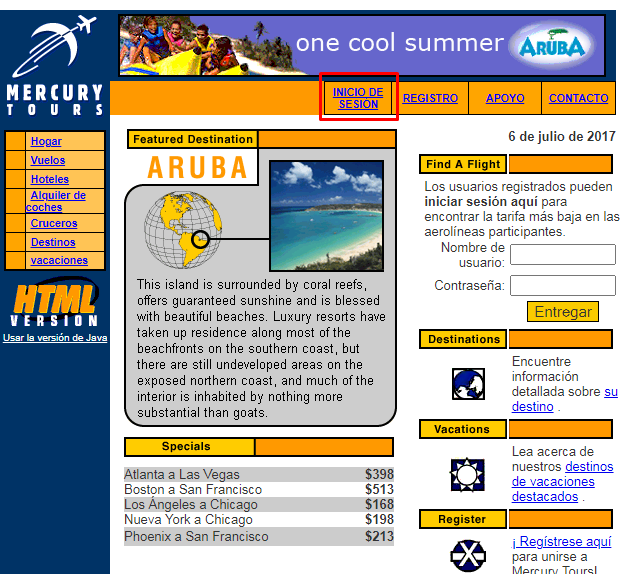 one cool summer ARUBA
MERCURY
TOURS
INICIO DE
SESIÓN
REGISTRO
APOYO
CONTACTO
6 de julio de 2017
Hogar
Vuelos
Hoteles
Alquiler de
coches
Cruceros
Destinos
vacaciones
HTML
VERSION
Usar la versión de Java
Featured Destination
ARUBA
This island is surrounded by coral reefs,
offers guaranteed sunshine and is blessed
with beautiful beaches. Luxury resorts have
taken up residence along most of the
beachfronts on the southern coast, but
there are still undeveloped areas on the
exposed northern coast, and much of the
interior is inhabited by nothing more
substantial than goats.
Specials
Atlanta a Las Vegas $398
Boston a San Francisco $513
Los Ángeles a Chicago $168
Nueva York a Chicago $198
Phoenix a San Francisco $213
Find A Flight
Los usuarios registrados pueden
iniciar sesión aquí para
encontrar la tarifa más baja en las
aerolíneas participantes.
Nombre de
usuario:
Contraseña:
Entregar
Destinations
Encuentre
información
detallada sobre su
destino .
Vacations
Lea acerca de
nuestros destinos
de vacaciones
destacados .
Register
¡ Regístrese aquí
para unirse a
Mercury Tours!